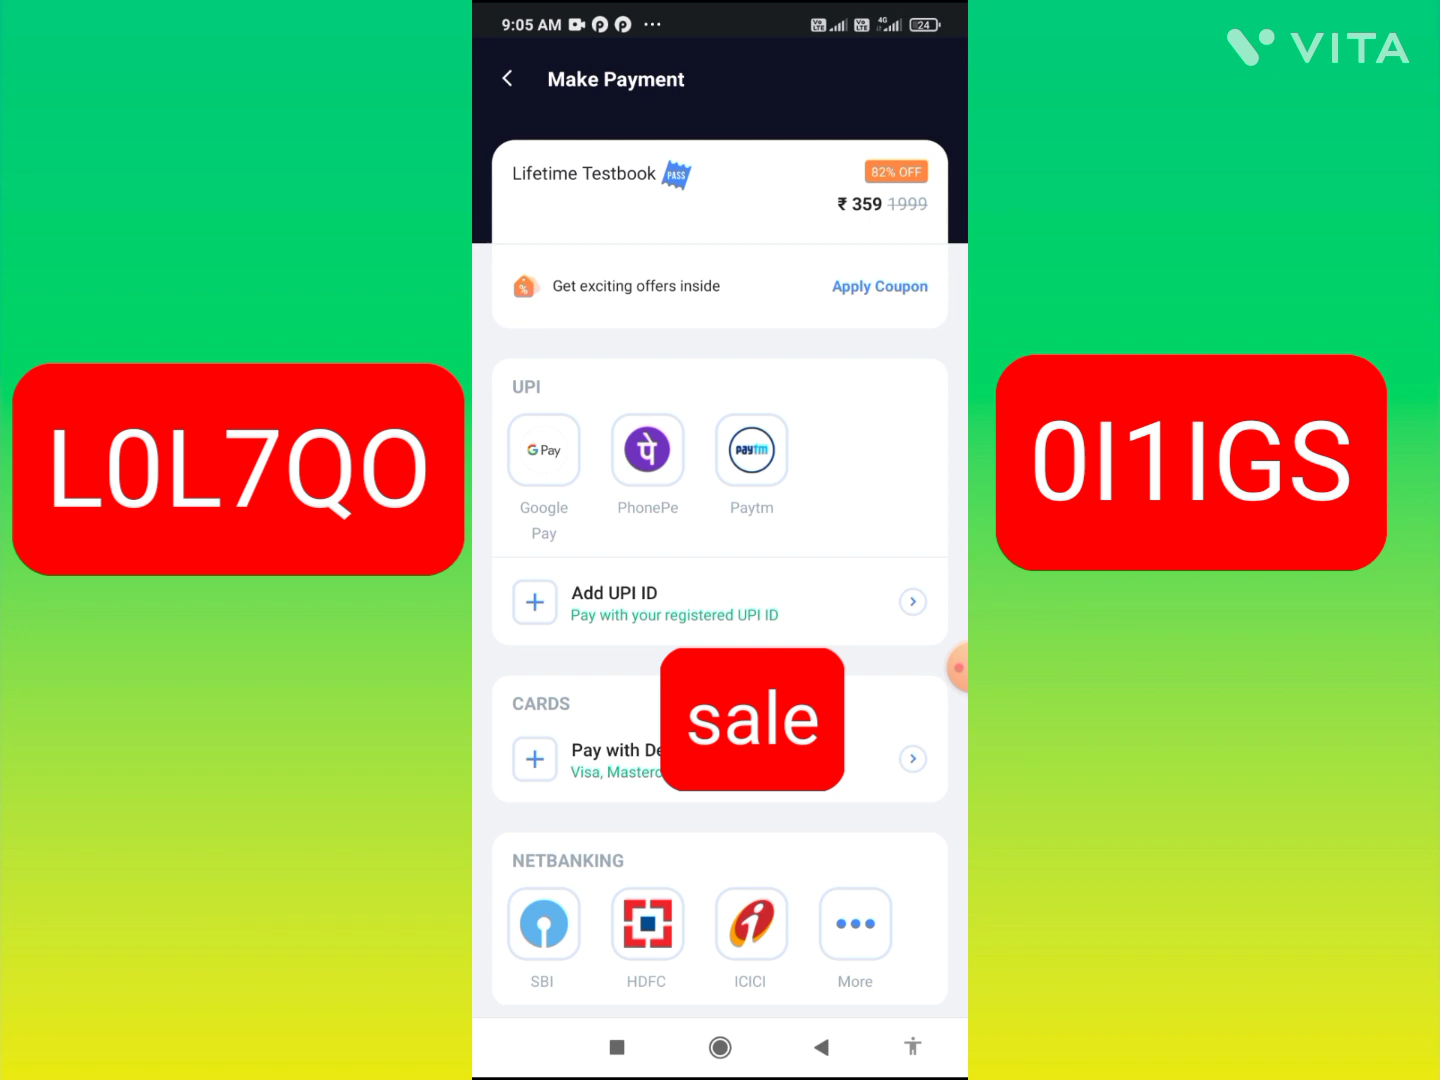 9:05 AM
24
4G
VITA
Make Payment
Lifetime Testbook PASS
82% OFF
₹ 359 1999
Get exciting offers inside
Apply Coupon
L0L7QO
0I1IGS
UPI
G Pay
पे
paytm
Google Pay
PhonePe
Paytm
Add UPI ID
Pay with your registered UPI ID
sale
CARDS
Pay with De
Visa, Masterc
NETBANKING
SBI
HDFC
ICICI
More